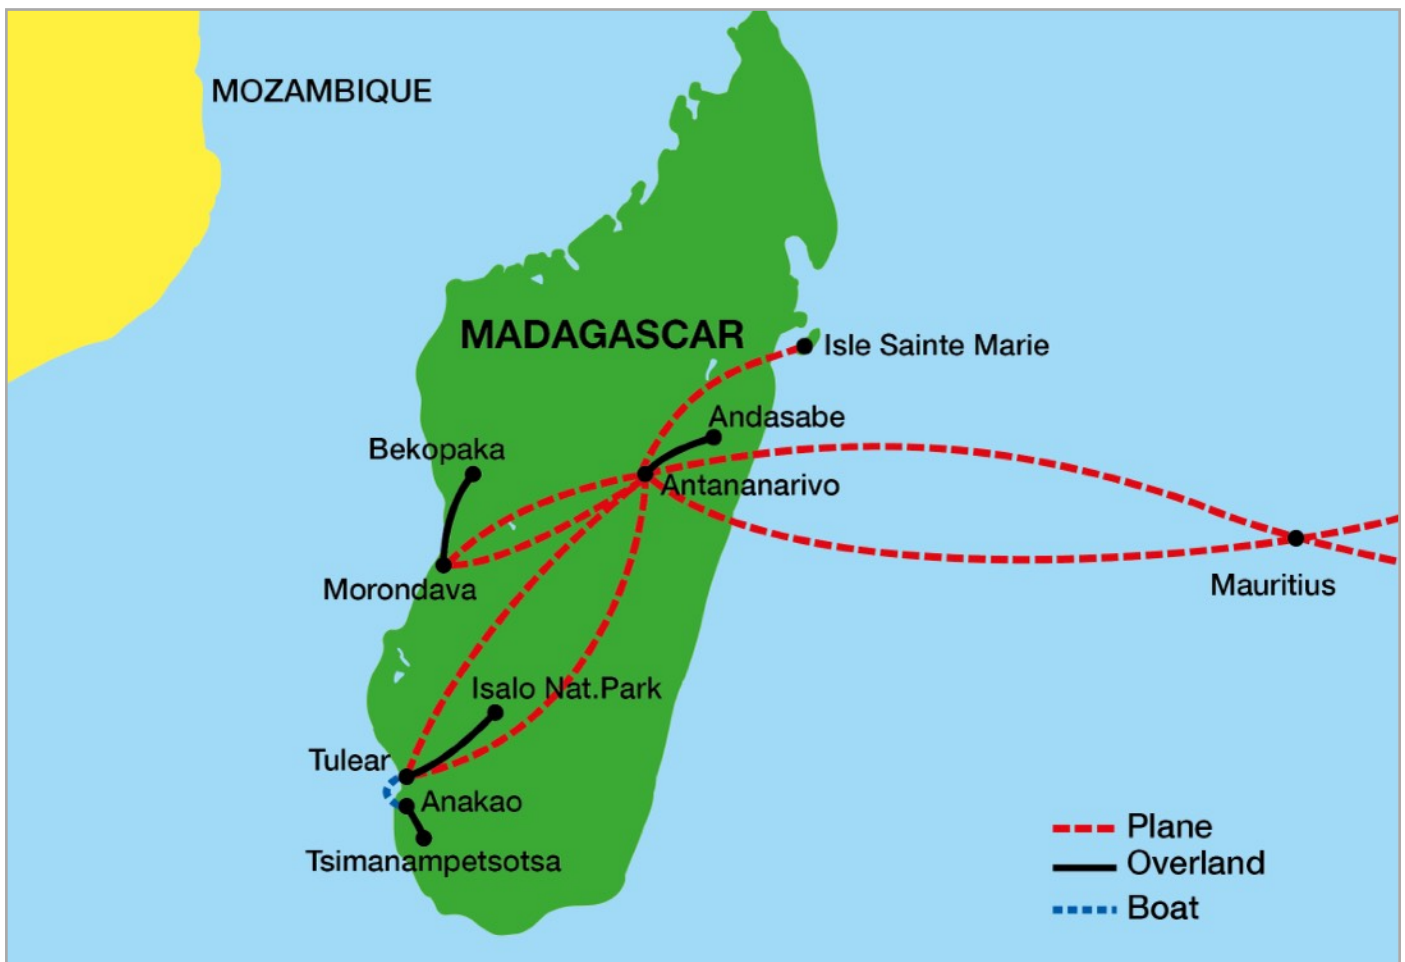 MOZAMBIQUE
MADAGASCAR
Isle Sainte Marie
Andasabe
Bekopaka
Antananarivo
Morondava
Mauritius
Isalo Nat.Park
Tulear
Anakao
Tsimanampetsotsa
Plane
Overland
Boat